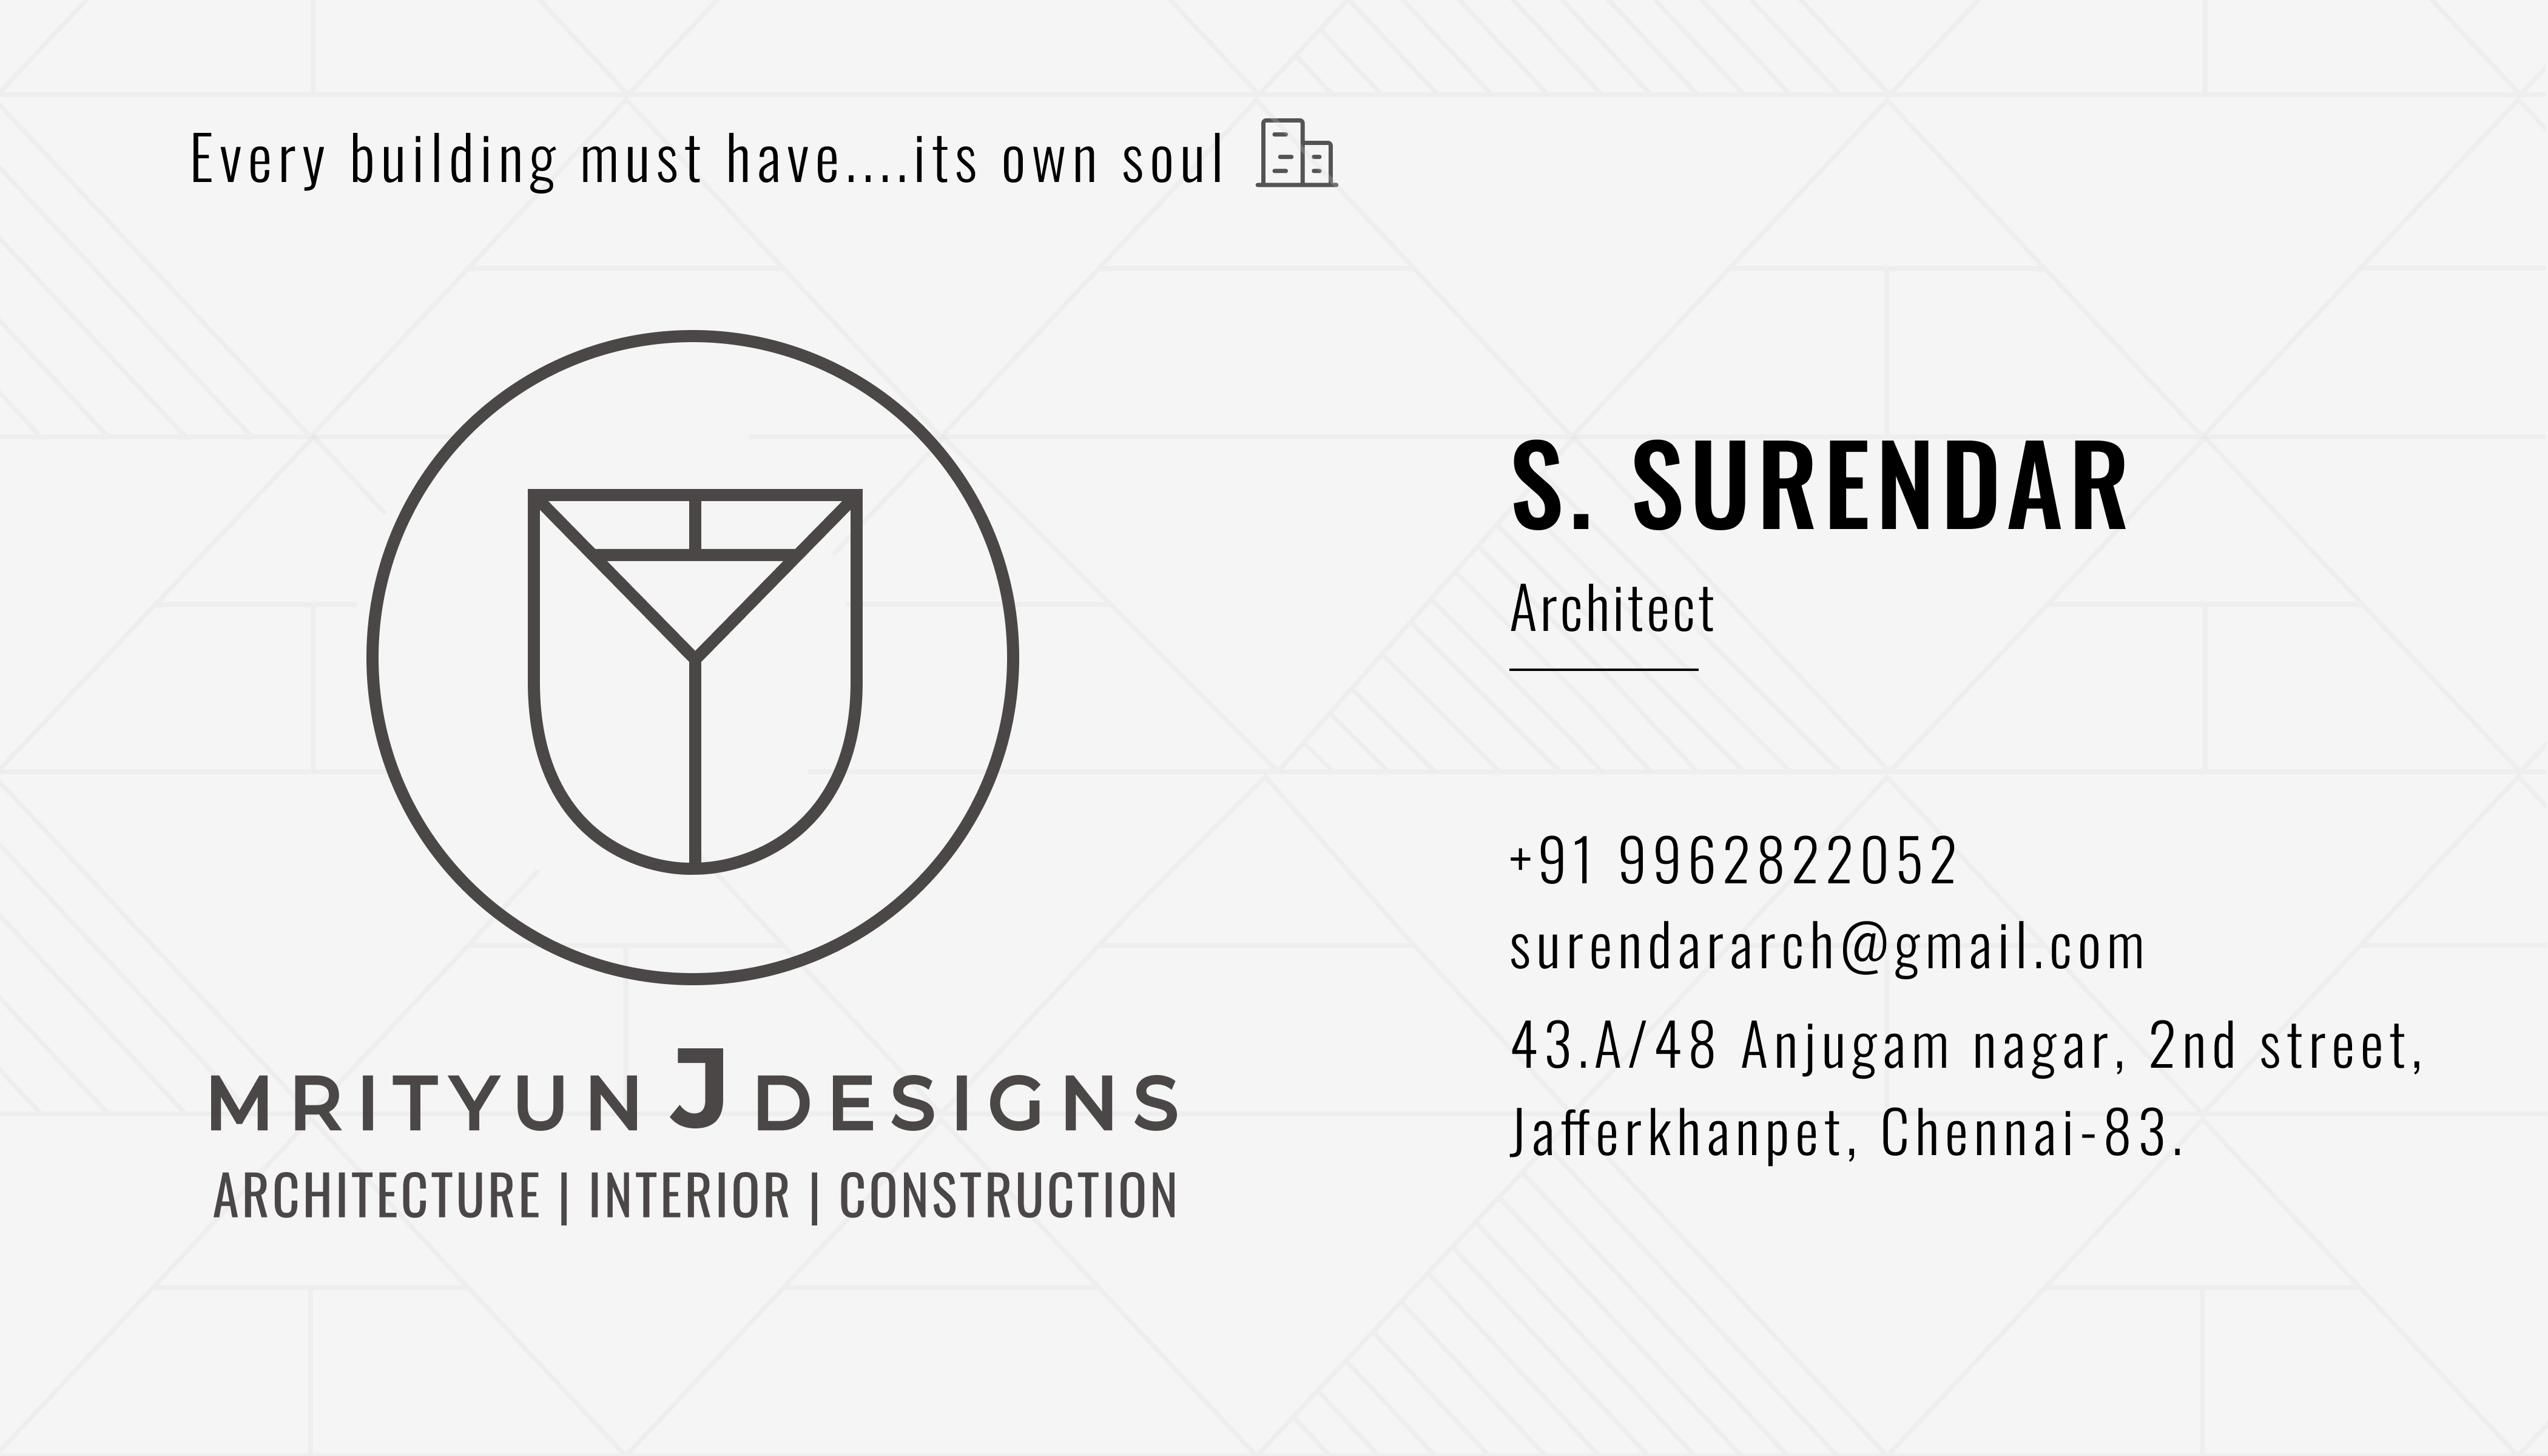 Every building must have....its own soul
MRITYUN J DESIGNS
ARCHITECTURE | INTERIOR | CONSTRUCTION
S. SURENDAR
Architect
+91 9962822052
surendararch@gmail.com
43.A/48 Anjugam nagar, 2nd street,
Jafferkhanpet, Chennai-83.